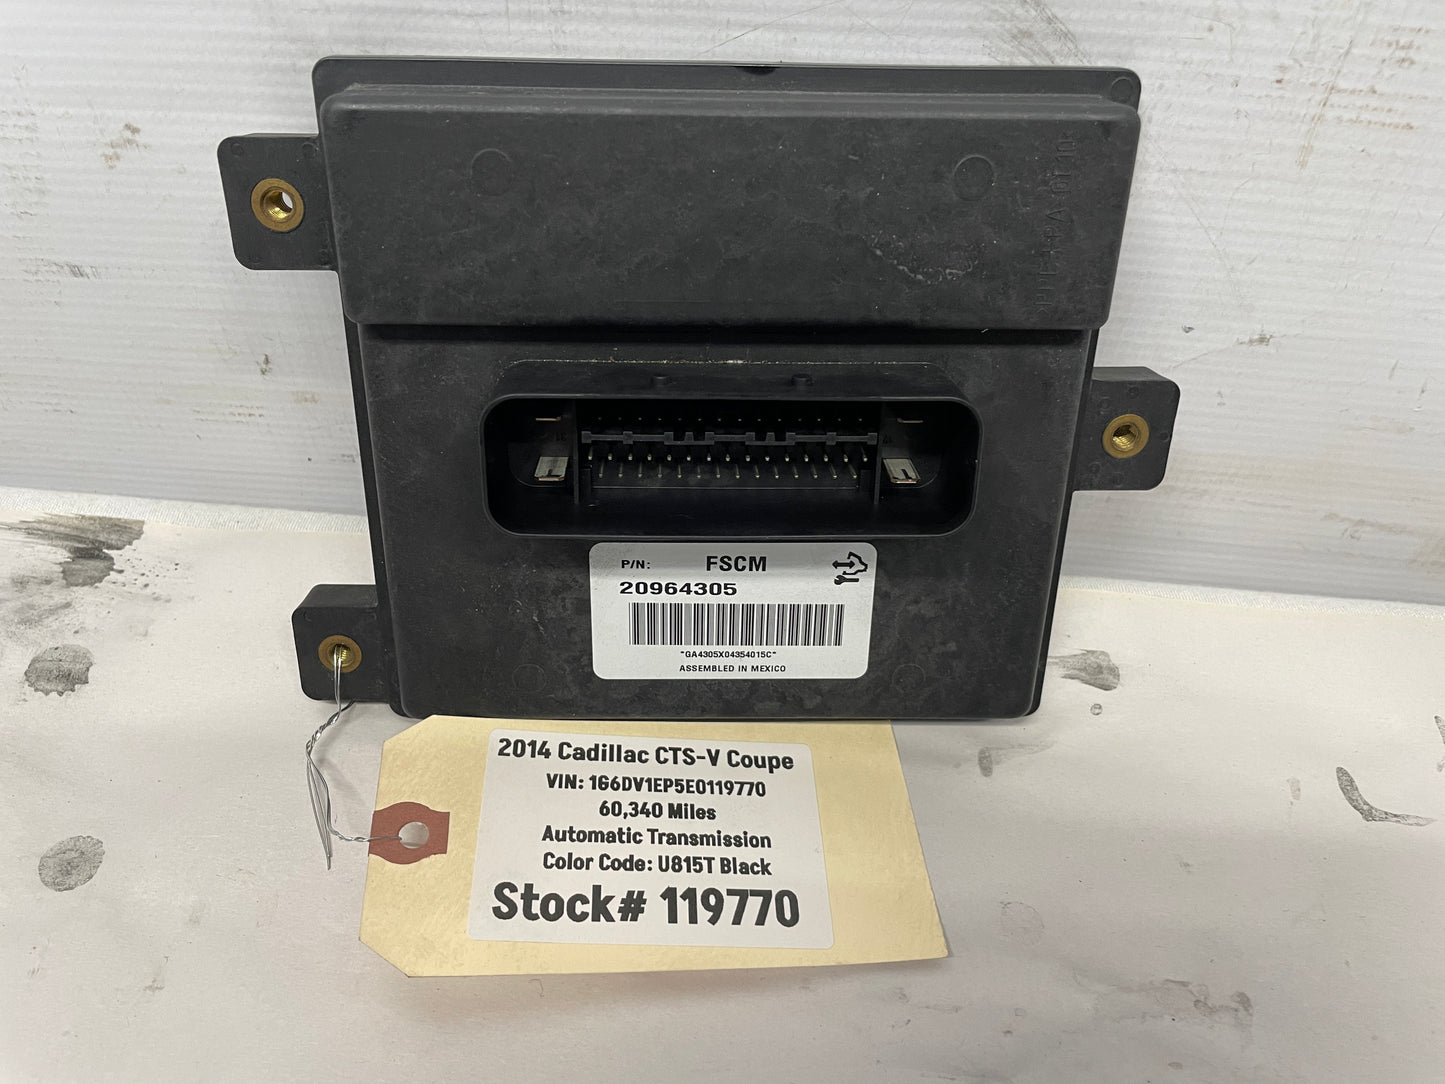 P/N: FSCM
20964305
*GA4305X04354015C*
ASSEMBLED IN MEXICO
2014 Cadillac CTS-V Coupe
VIN: 1G6DV1EP5E0119770
60,340 Miles
Automatic Transmission
Color Code: U815T Black
Stock# 119770